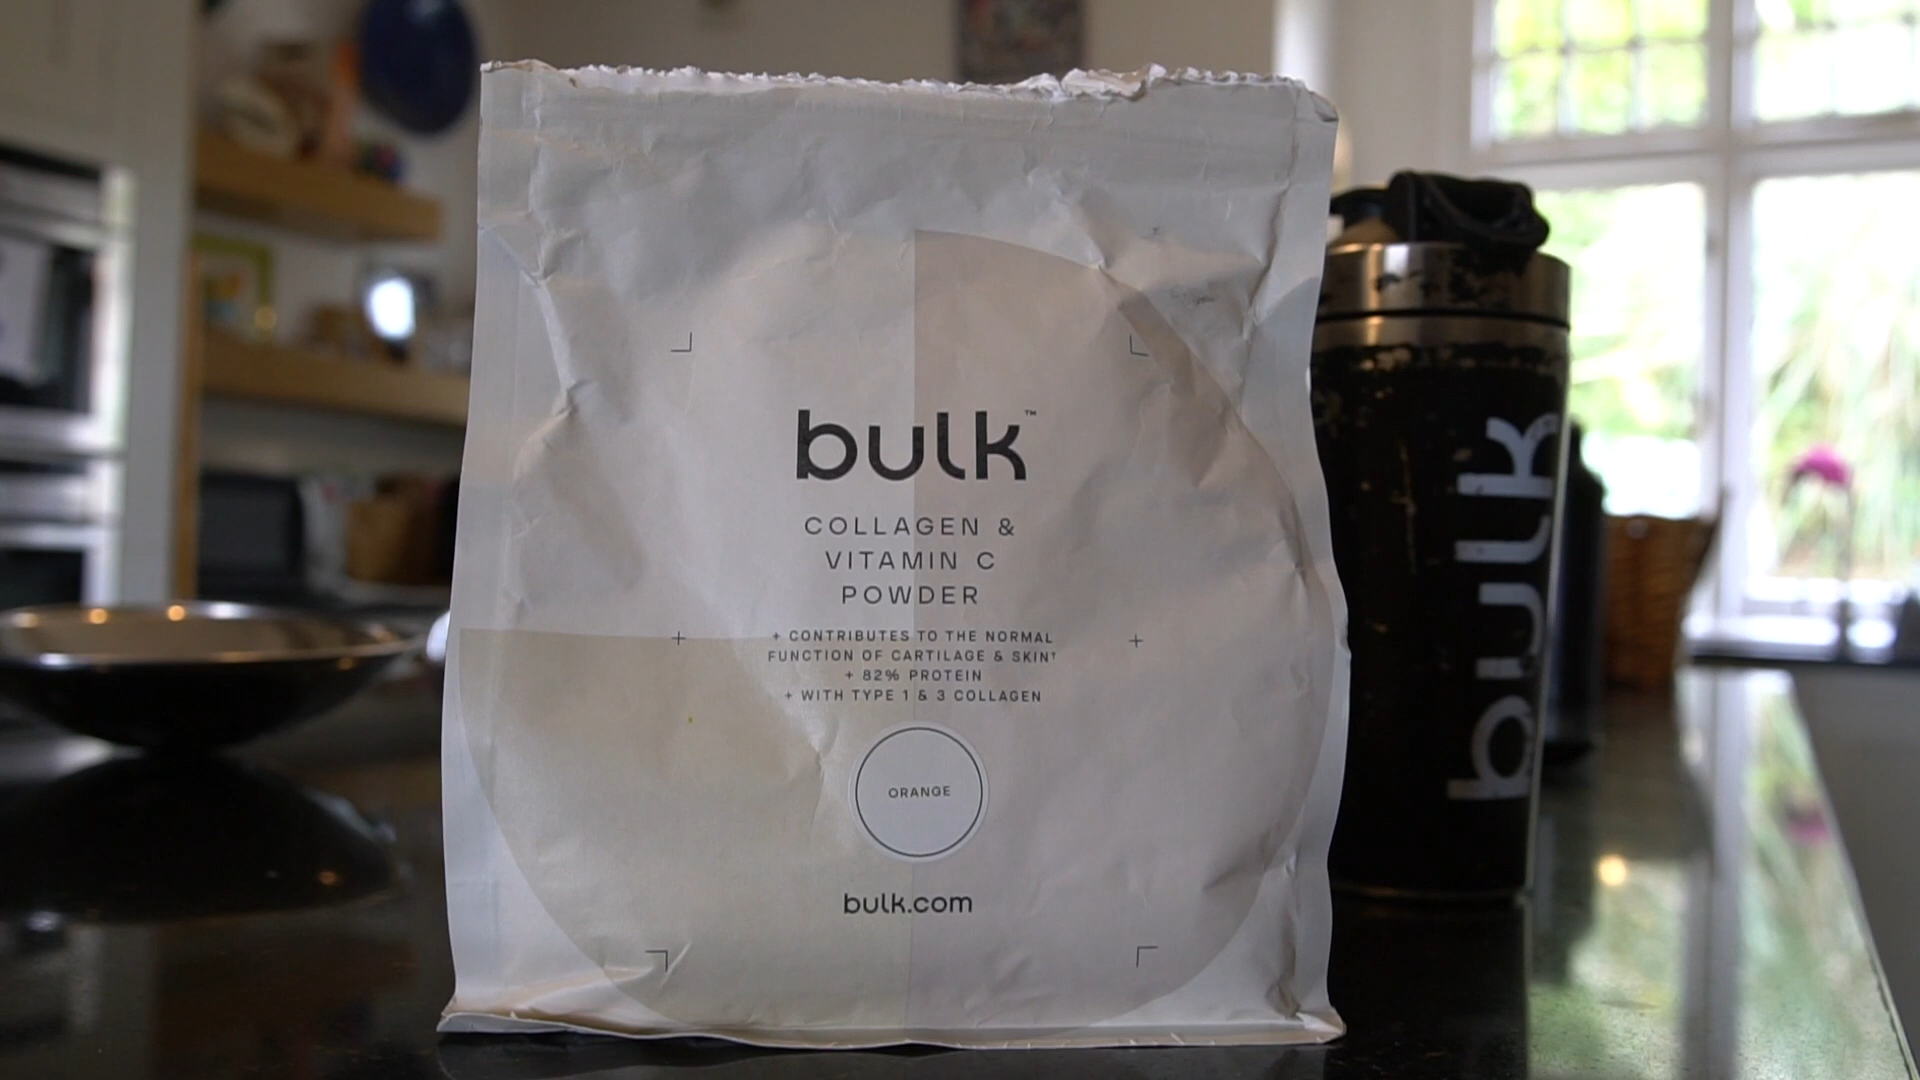 bulk™
COLLAGEN &
VITAMIN C
POWDER
+ CONTRIBUTES TO THE NORMAL
FUNCTION OF CARTILAGE & SKIN†
+ 82% PROTEIN
+ WITH TYPE 1 & 3 COLLAGEN
ORANGE
bulk.com
bulk